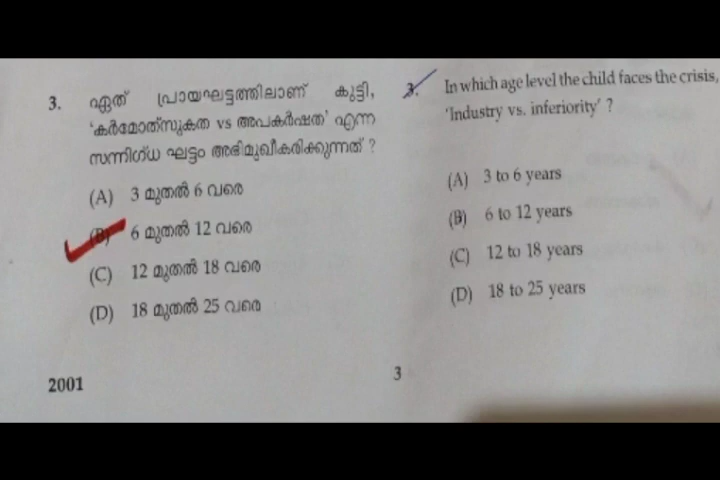 3. ഏത് പ്രായഘട്ടത്തിലാണ് കുട്ടി,
'കർമോത്സുകത vs അപകർഷത' എന്ന
സന്നിഗ്ധ ഘട്ടം അഭിമുഖീകരിക്കുന്നത് ?
(A) 3 മുതൽ 6 വരെ
(B) 6 മുതൽ 12 വരെ
(C) 12 മുതൽ 18 വരെ
(D) 18 മുതൽ 25 വരെ
2001
3. In which age level the child faces the crisis,
'Industry vs. inferiority' ?
(A) 3 to 6 years
(B) 6 to 12 years
(C) 12 to 18 years
(D) 18 to 25 years
3